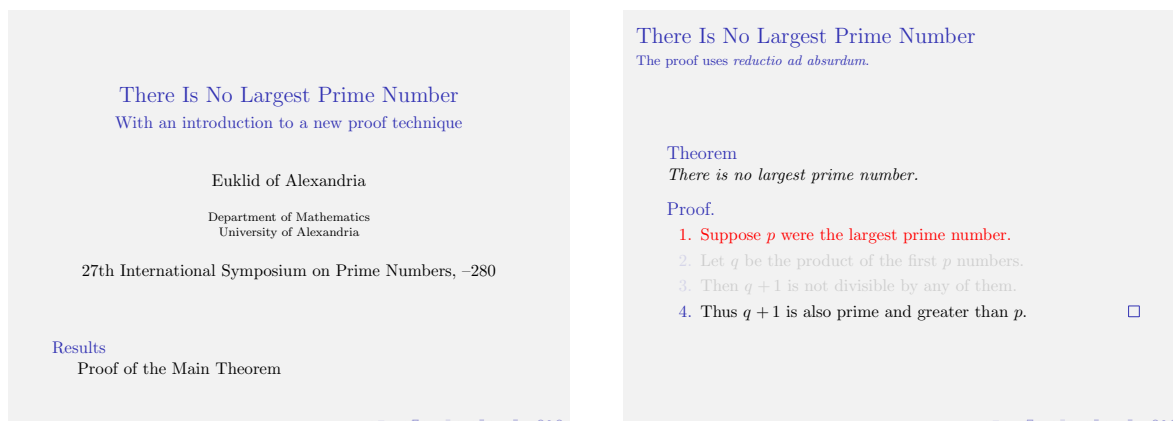 There Is No Largest Prime Number
With an introduction to a new proof technique
Euklid of Alexandria
Department of Mathematics
University of Alexandria
27th International Symposium on Prime Numbers, –280
Results
Proof of the Main Theorem
There Is No Largest Prime Number
The proof uses reductio ad absurdum.
Theorem
There is no largest prime number.
Proof.
1. Suppose p were the largest prime number.
2. Let q be the product of the first p numbers.
3. Then q + 1 is not divisible by any of them.
4. Thus q + 1 is also prime and greater than p.